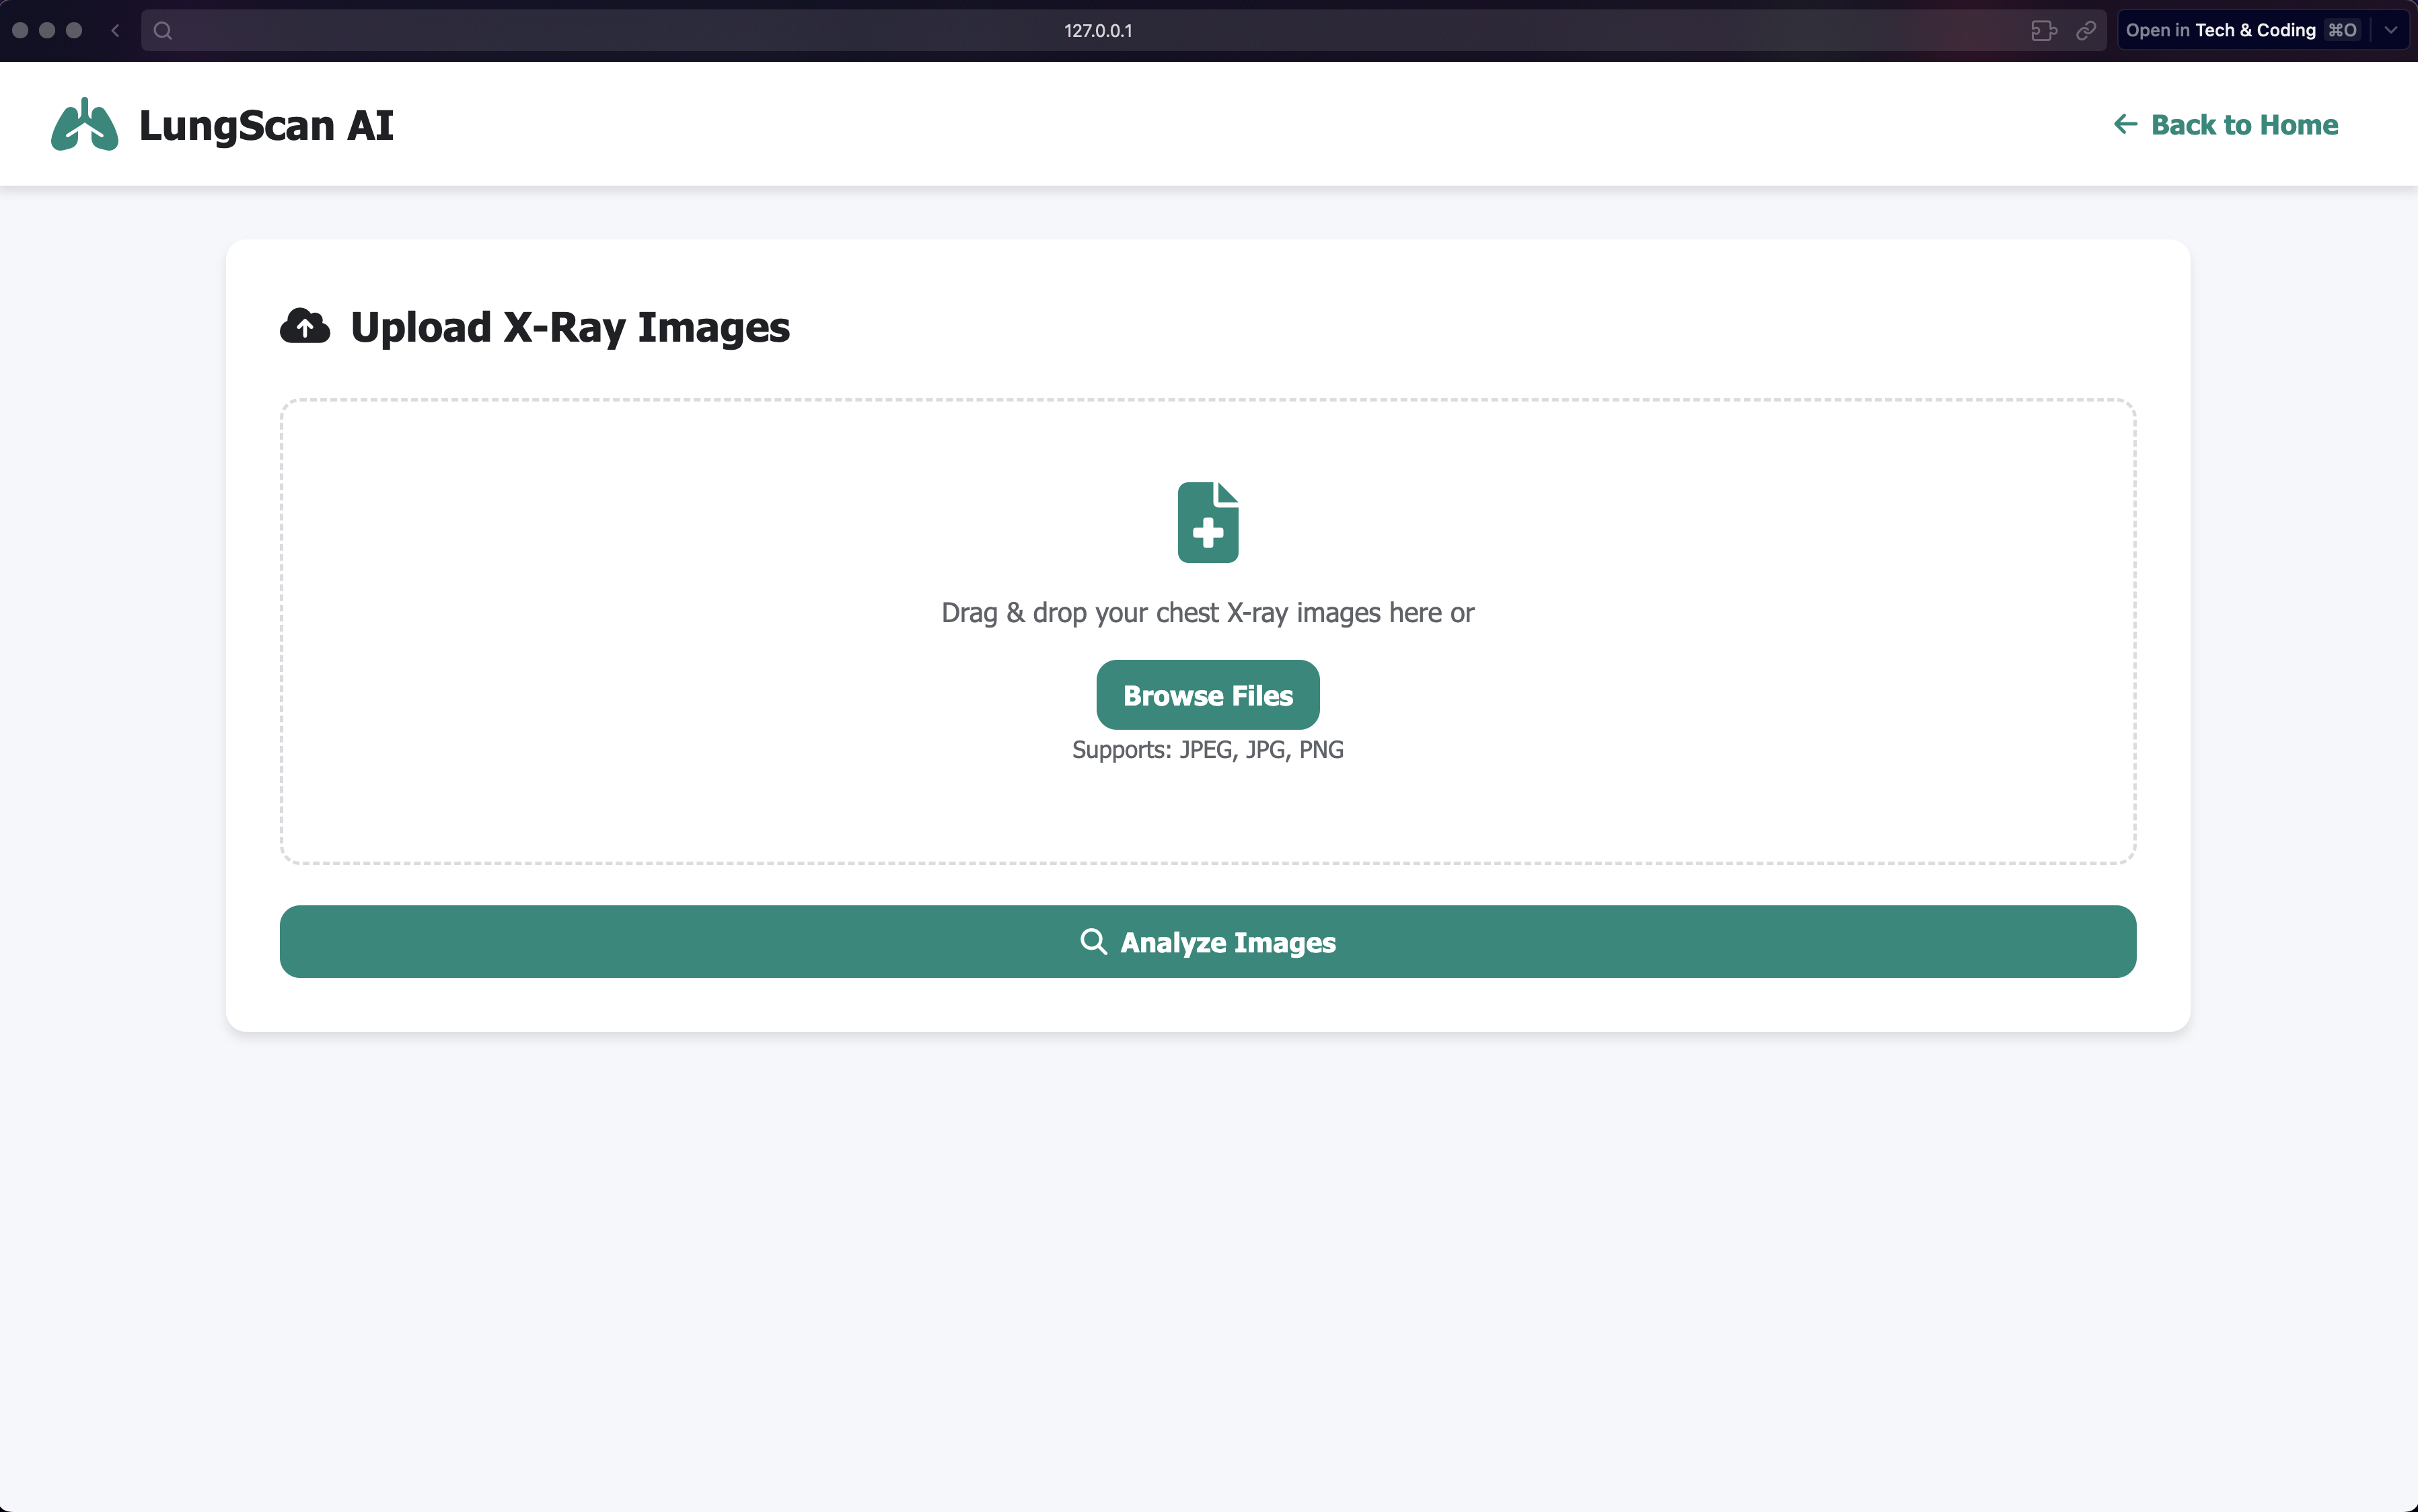 127.0.0.1
Open in Tech & Coding ⌘O
LungScan AI
Back to Home
Upload X-Ray Images
Drag & drop your chest X-ray images here or
Browse Files
Supports: JPEG, JPG, PNG
Analyze Images